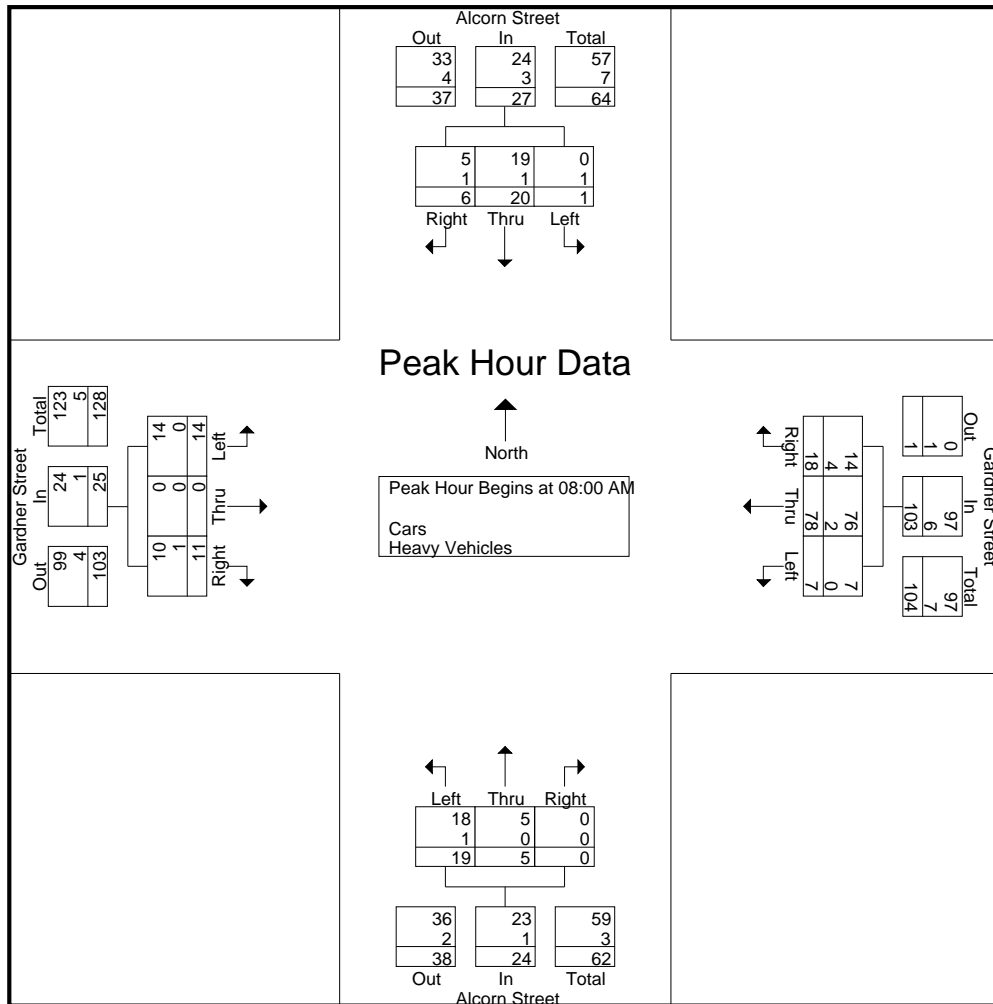 Alcorn Street
Out In Total
33 24 57
4 3 7
37 27 64
5 19 0
1 1 1
6 20 1
Right Thru Left
Peak Hour Data
North
Peak Hour Begins at 08:00 AM
Cars
Heavy Vehicles
Gardner Street
Out In Total
99 24 123
4 1 5
103 25 128
Right Thru Left
10 0 14
1 0 0
11 0 14
Gardner Street
Out In Total
0 97 97
1 6 7
1 103 104
Right Thru Left
14 76 7
4 2 0
18 78 7
Left Thru Right
18 5 0
1 0 0
19 5 0
36 23 59
2 1 3
38 24 62
Out In Total
Alcorn Street